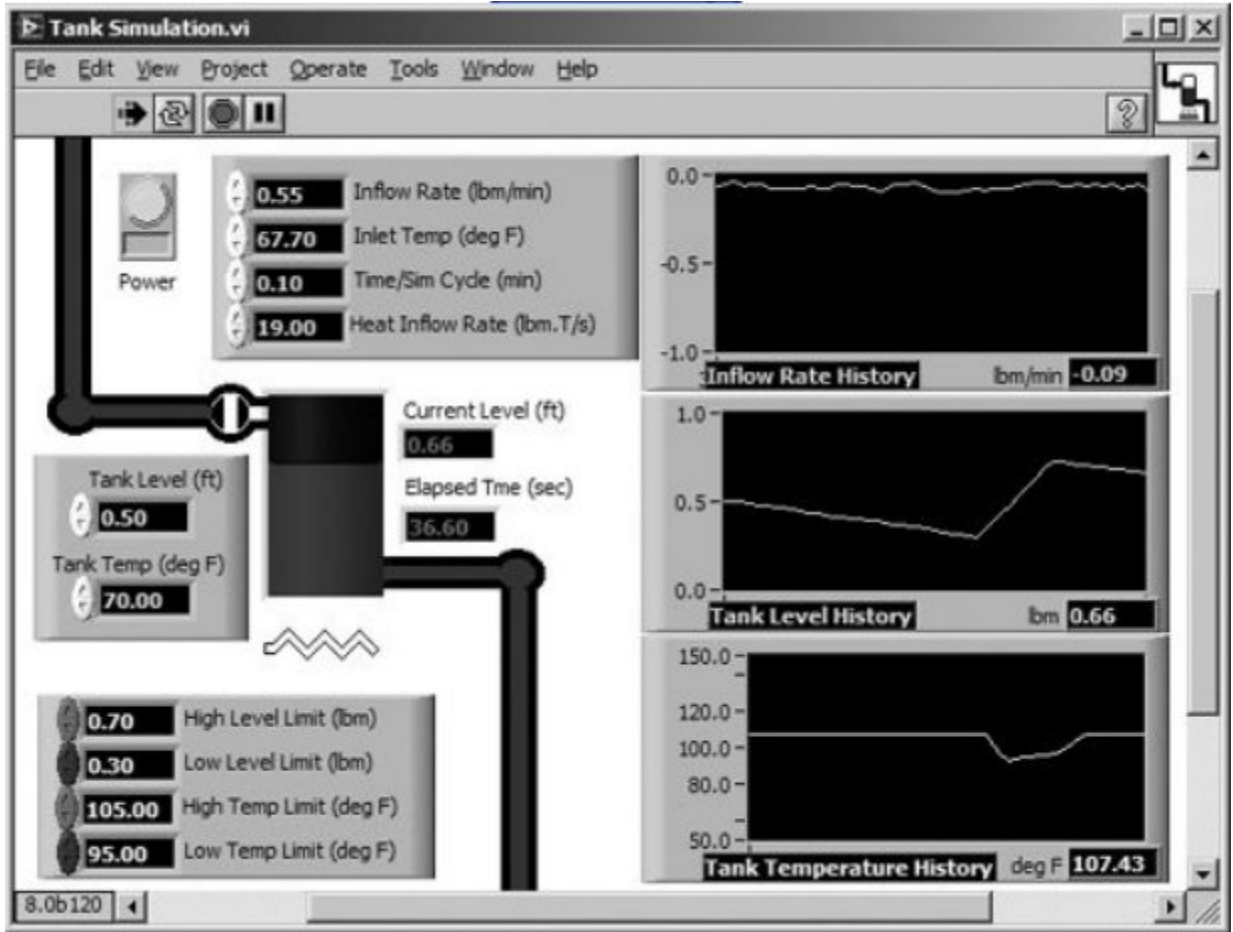 Tank Simulation.vi
File Edit View Project Operate Tools Window Help
Power
0.55 Inflow Rate (lbm/min)
67.70 Inlet Temp (deg F)
0.10 Time/Sim Cycle (min)
19.00 Heat Inflow Rate (lbm.T/s)
0.0
-0.5
-1.0
Inflow Rate History lbm/min -0.09
Current Level (ft)
0.66
Elapsed Tme (sec)
36.60
Tank Level (ft)
0.50
Tank Temp (deg F)
70.00
1.0
0.5
0.0
Tank Level History lbm 0.66
0.70 High Level Limit (lbm)
0.30 Low Level Limit (lbm)
105.00 High Temp Limit (deg F)
95.00 Low Temp Limit (deg F)
150.0
120.0
100.0
80.0
50.0
Tank Temperature History deg F 107.43
8.0b120